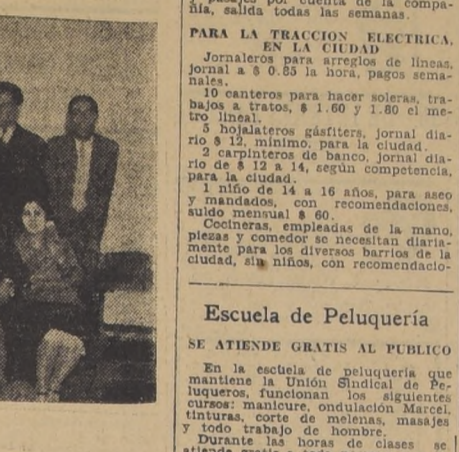 y pasajes por cuenta de la compa-
ñía, salida todas las semanas.
PARA LA TRACCION ELECTRICA,
EN LA CIUDAD
Jornaleros para arreglos de líneas,
jornal a $ 0.85 la hora, pagos sema-
nales.
10 canteros para hacer soleras, tra-
bajos a tratos, $ 1.60 y 1.80 el me-
tro lineal.
5 hojalateros gásfiters, jornal dia-
rio $ 12, mínimo, para la ciudad.
2 carpinteros de banco, jornal dia-
rio de $ 12 a 14, según competencia,
para la ciudad.
1 niño de 14 a 16 años, para aseo
y mandados, con recomendaciones,
suldo mensual $ 60.
Cocineras, empleadas de la mano,
piezas y comedor se necesitan diaria-
mente para los diversos barrios de la
ciudad, sin niños, con recomendacio-
Escuela de Peluquería
SE ATIENDE GRATIS AL PUBLICO
En la escuela de peluquería que
mantiene la Unión Sindical de Pe-
luqueros, funcionan los siguientes
cursos: manicure, ondulación Marcel,
tinturas, corte de melenas, masajes
y todo trabajo de hombre.
Durante las horas de clases se